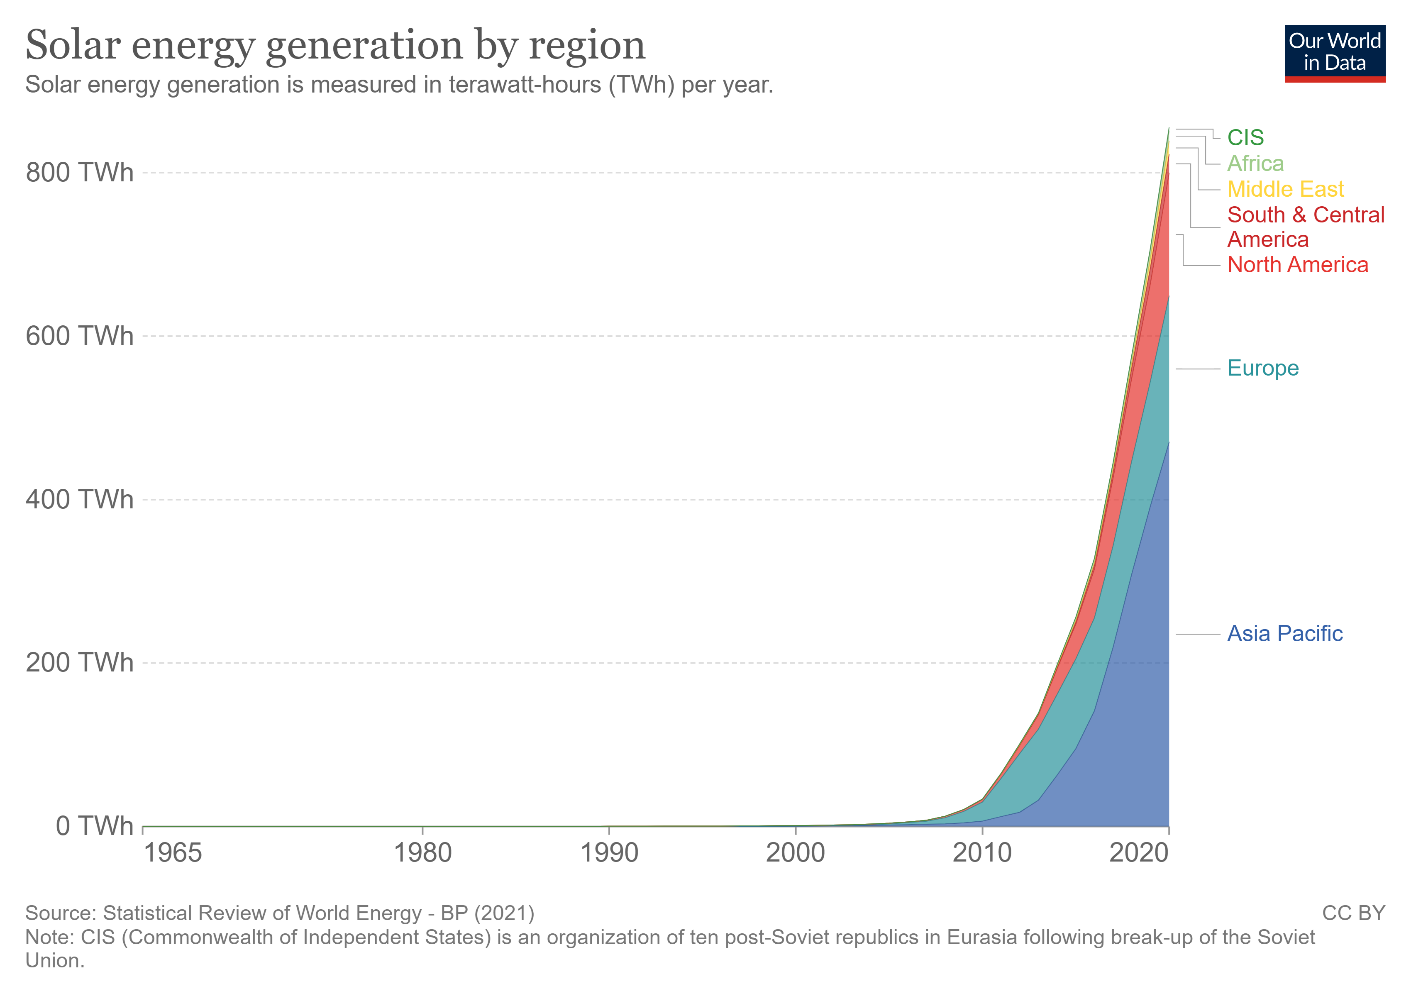 Solar energy generation by region
Solar energy generation is measured in terawatt-hours (TWh) per year.
Our World
in Data
800 TWh
600 TWh
400 TWh
200 TWh
0 TWh
1965
1980
1990
2000
2010
2020
CIS
Africa
Middle East
South & Central
America
North America
Europe
Asia Pacific
Source: Statistical Review of World Energy - BP (2021)
CC BY
Note: CIS (Commonwealth of Independent States) is an organization of ten post-Soviet republics in Eurasia following break-up of the Soviet
Union.